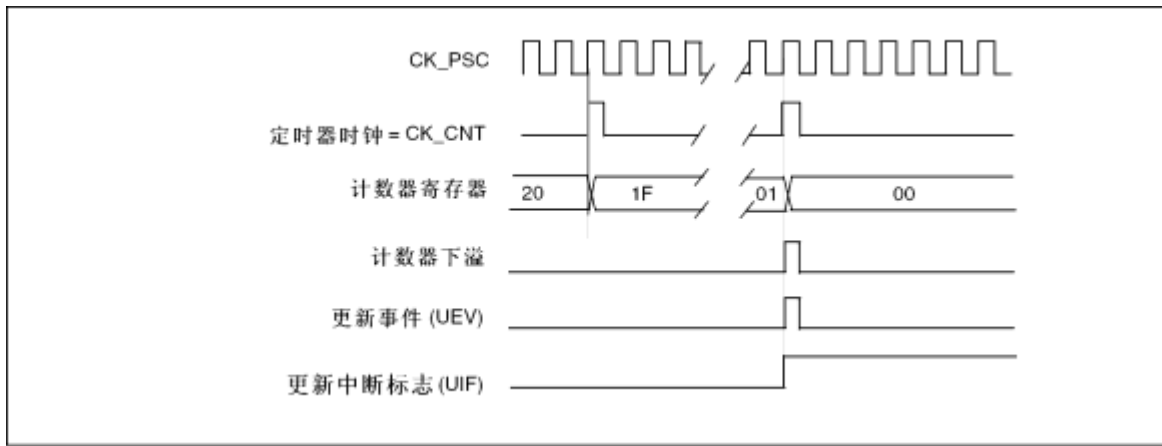 CK_PSC
定时器时钟 = CK_CNT
计数器寄存器 20 1F 01 00
计数器下溢
更新事件 (UEV)
更新中断标志 (UIF)